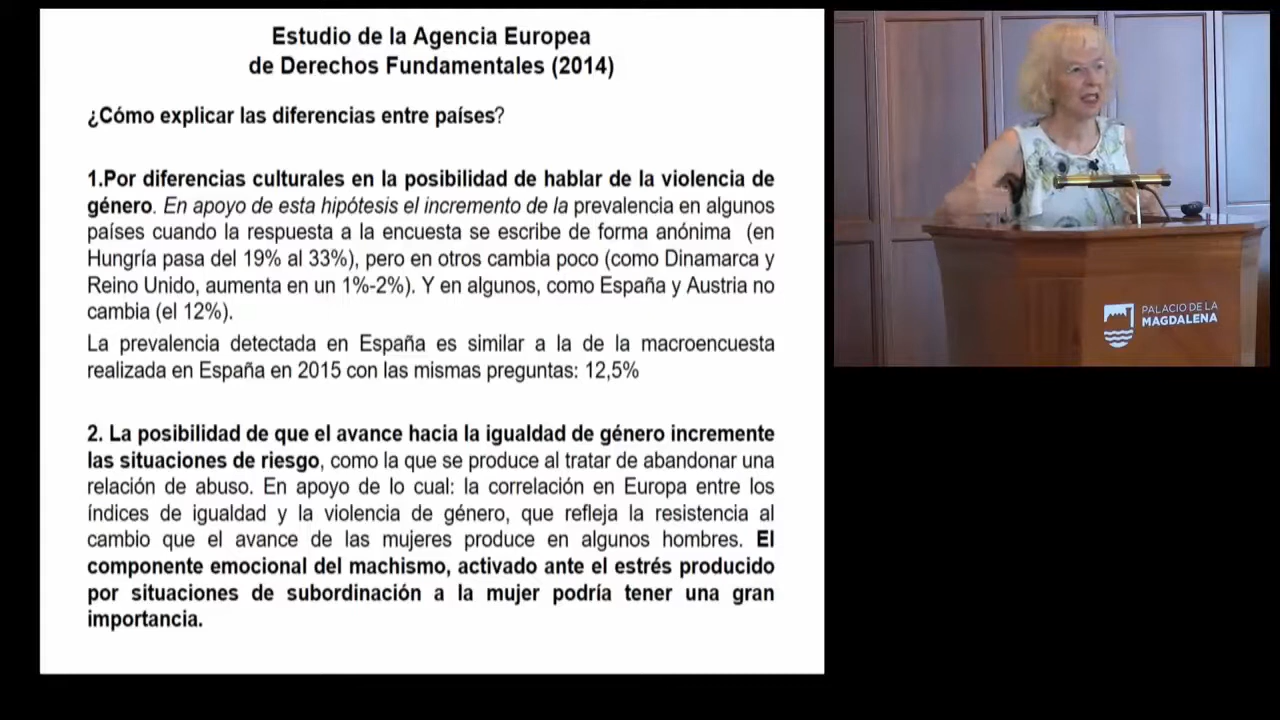 Estudio de la Agencia Europea
de Derechos Fundamentales (2014)
¿Cómo explicar las diferencias entre países?
1.Por diferencias culturales en la posibilidad de hablar de la violencia de
género. En apoyo de esta hipótesis el incremento de la prevalencia en algunos
países cuando la respuesta a la encuesta se escribe de forma anónima (en
Hungría pasa del 19% al 33%), pero en otros cambia poco (como Dinamarca y
Reino Unido, aumenta en un 1%-2%). Y en algunos, como España y Austria no
cambia (el 12%).
La prevalencia detectada en España es similar a la de la macroencuesta
realizada en España en 2015 con las mismas preguntas: 12,5%
2. La posibilidad de que el avance hacia la igualdad de género incremente
las situaciones de riesgo, como la que se produce al tratar de abandonar una
relación de abuso. En apoyo de lo cual: la correlación en Europa entre los
índices de igualdad y la violencia de género, que refleja la resistencia al
cambio que el avance de las mujeres produce en algunos hombres. El
componente emocional del machismo, activado ante el estrés producido
por situaciones de subordinación a la mujer podría tener una gran
importancia.
PALACIO DE LA
MAGDALENA